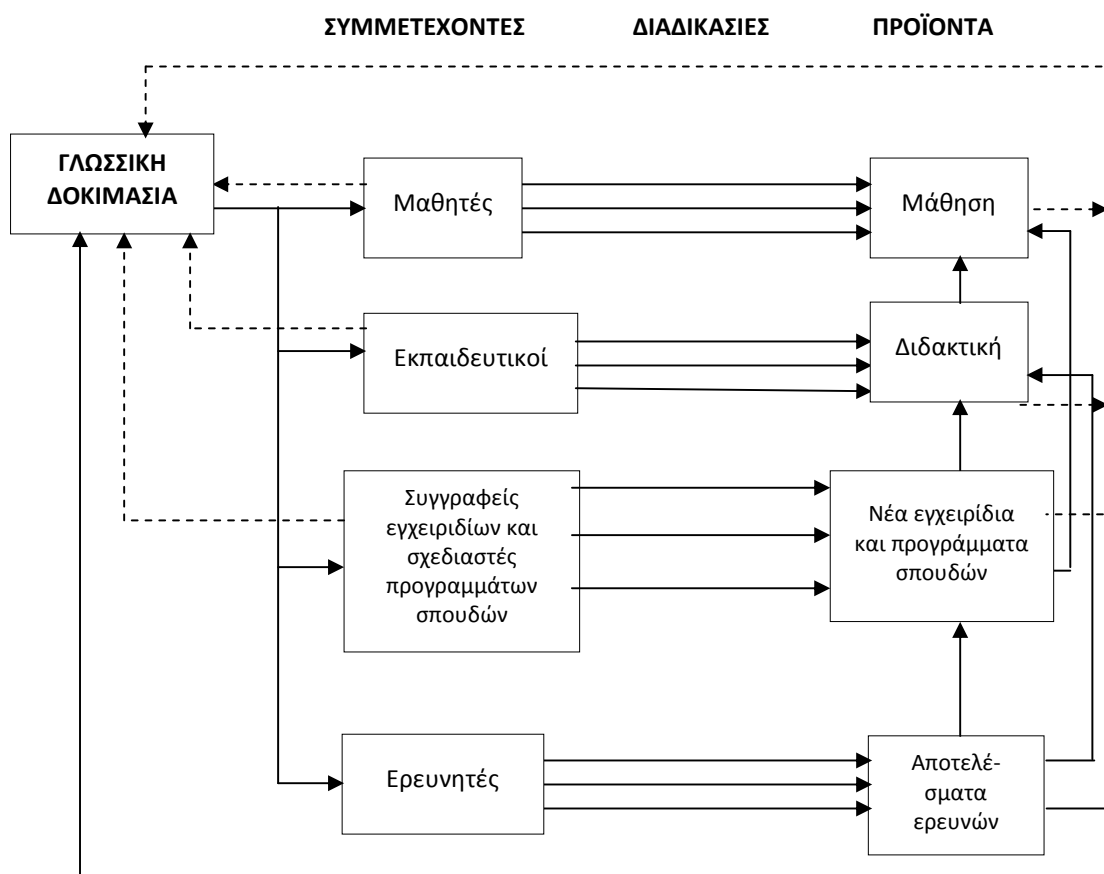 ΣΥΜΜΕΤΕΧΟΝΤΕΣ ΔΙΑΔΙΚΑΣΙΕΣ ΠΡΟΪΟΝΤΑ
ΓΛΩΣΣΙΚΗ
ΔΟΚΙΜΑΣΙΑ
Μαθητές
Μάθηση
Εκπαιδευτικοί
Διδακτική
Συγγραφείς
εγχειριδίων και
σχεδιαστές
προγραμμάτων
σπουδών
Νέα εγχειρίδια
και προγράμματα
σπουδών
Ερευνητές
Αποτελέ-
σματα
ερευνών